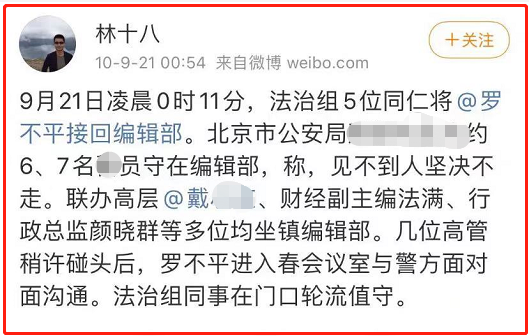 林十八
10-9-21 00:54 来自微博 weibo.com
＋关注
9月21日凌晨0时11分，法治组5位同仁将@罗
不平接回编辑部。北京市公安局 约
6、7名 员守在编辑部，称，见不到人坚决不
走。联办高层@戴 、财经副主编法满、行
政总监颜晓群等多位均坐镇编辑部。几位高管
稍许碰头后，罗不平进入春会议室与警方面对
面沟通。法治组同事在门口轮流值守。